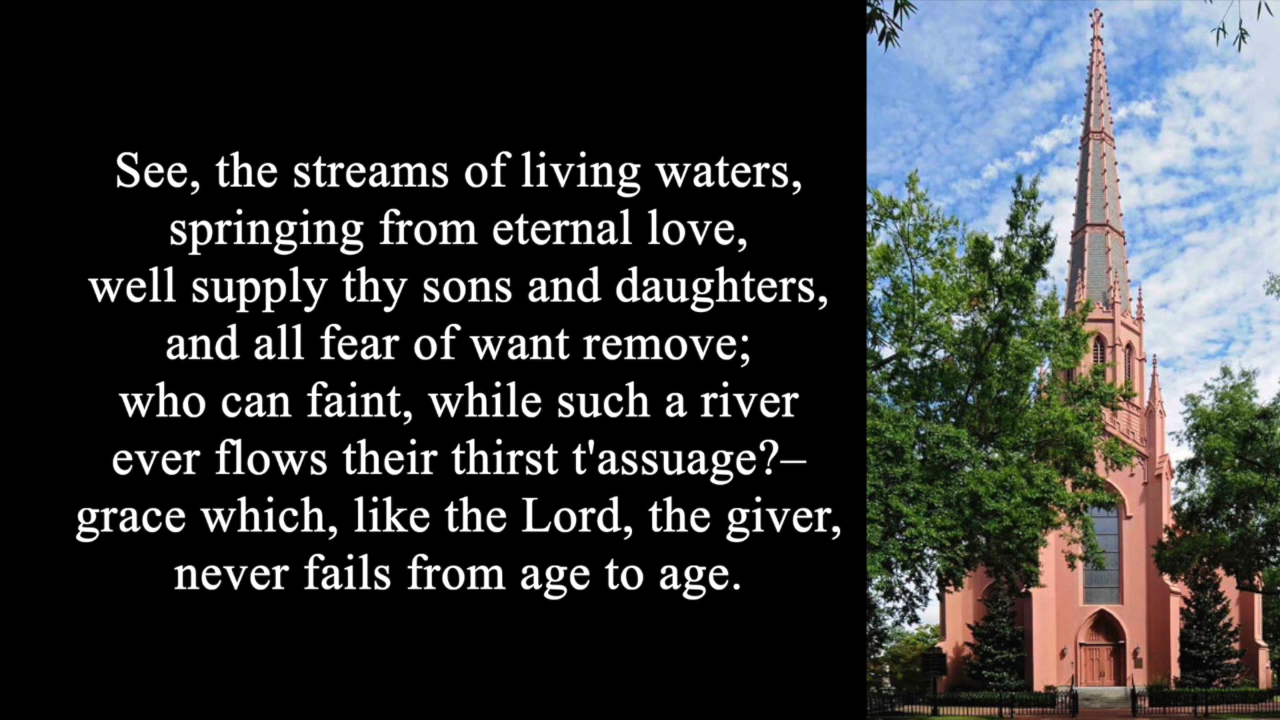 See, the streams of living waters,
springing from eternal love,
well supply thy sons and daughters,
and all fear of want remove;
who can faint, while such a river
ever flows their thirst t'assuage?–
grace which, like the Lord, the giver,
never fails from age to age.